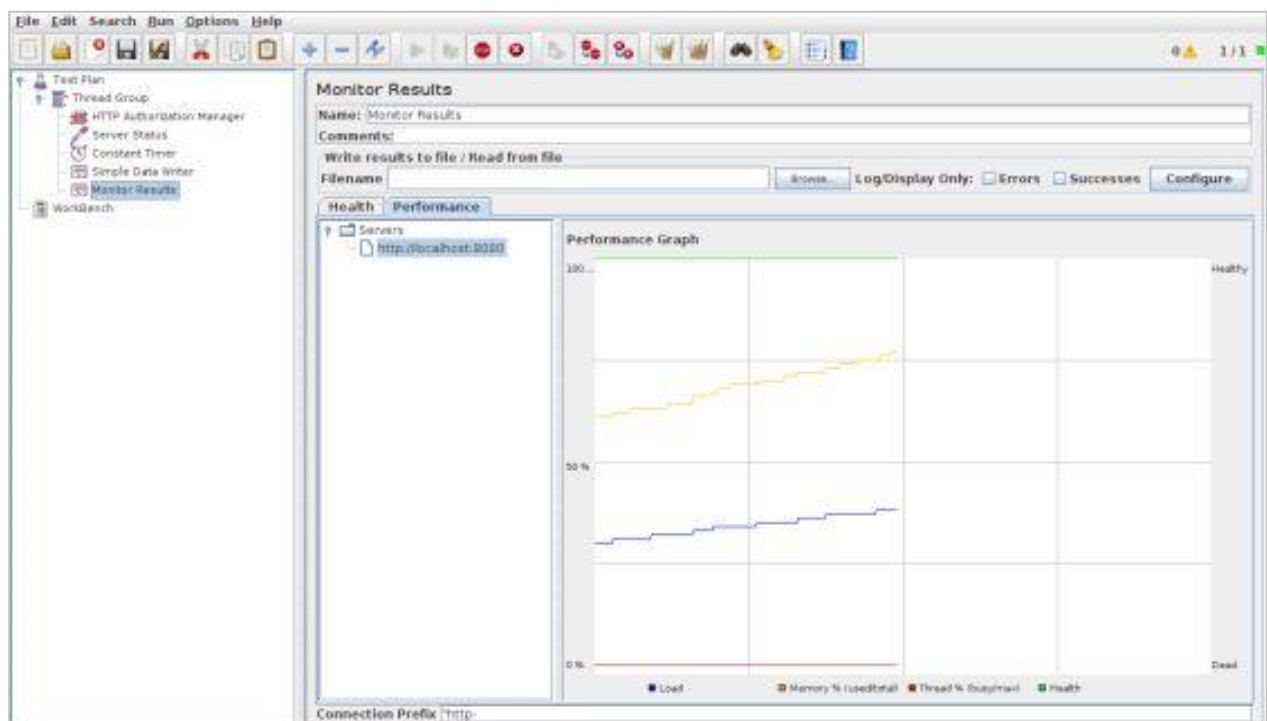 File Edit Search Run Options Help
0 1/1
Test Plan
Thread Group
HTTP Authorization Manager
Server Status
Constant Timer
Simple Data Writer
Monitor Results
WorkBench
Monitor Results
Name: Monitor Results
Comments:
Write results to file / Read from file
Filename Browse... Log/Display Only: Errors Successes Configure
Health Performance
Servers
http://localhost:8080
Performance Graph
100... Healthy
50 %
0 % Dead
Load Memory % (used/total) Thread % (busy/max) Health
Connection Prefix "http-